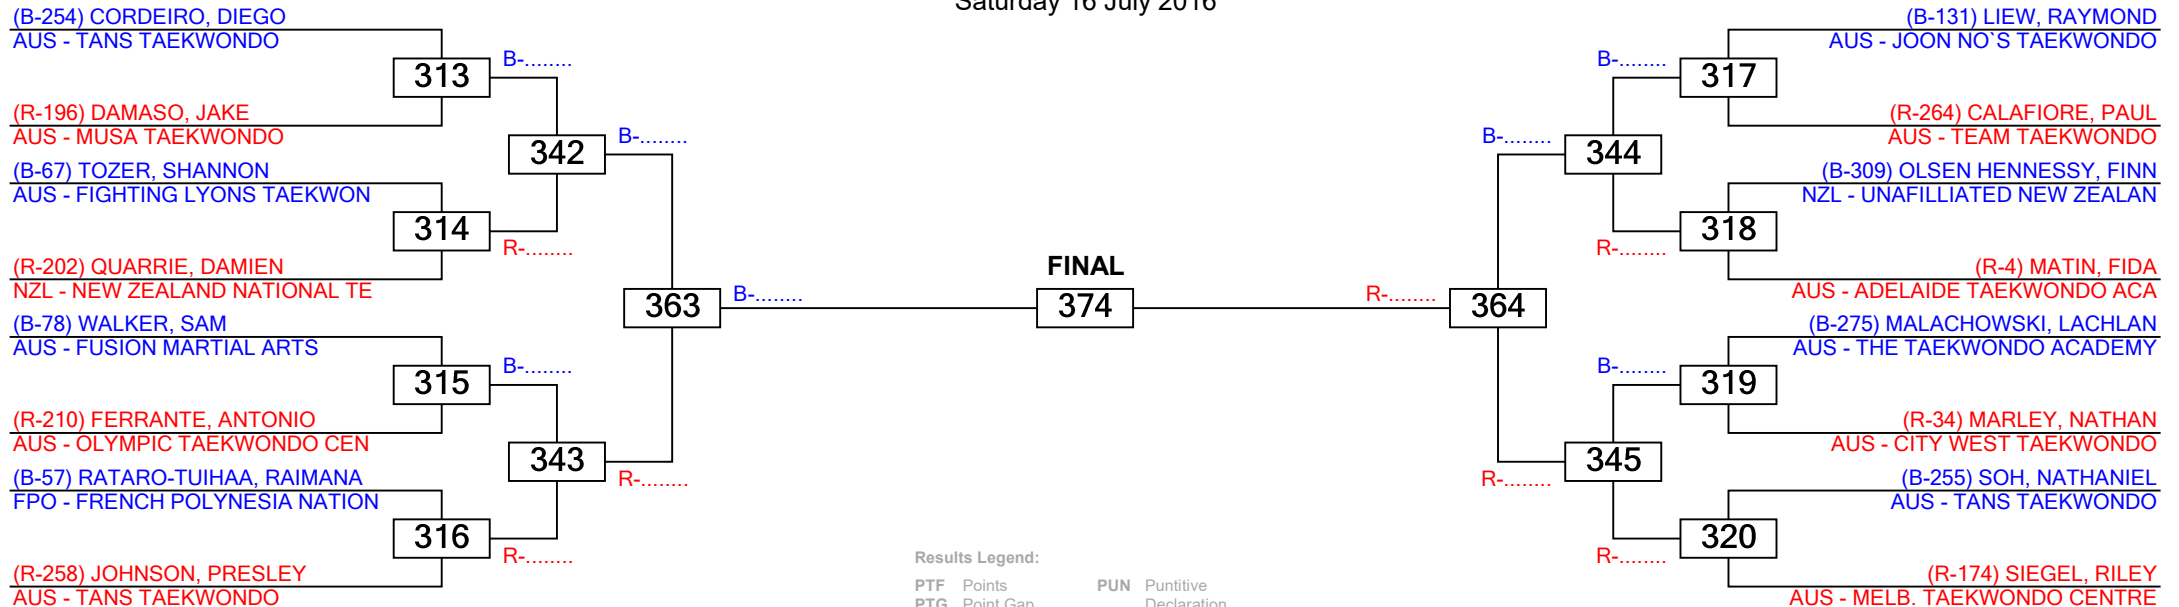 Saturday 16 July 2016
(B-254) CORDEIRO, DIEGO
AUS - TANS TAEKWONDO
313
B-........
(R-196) DAMASO, JAKE
AUS - MUSA TAEKWONDO
342
B-........
(B-67) TOZER, SHANNON
AUS - FIGHTING LYONS TAEKWON
314
R-........
(R-202) QUARRIE, DAMIEN
NZL - NEW ZEALAND NATIONAL TE
363
B-........
(B-78) WALKER, SAM
AUS - FUSION MARTIAL ARTS
315
B-........
(R-210) FERRANTE, ANTONIO
AUS - OLYMPIC TAEKWONDO CEN
343
R-........
(B-57) RATARO-TUIHAA, RAIMANA
FPO - FRENCH POLYNESIA NATION
316
R-........
(R-258) JOHNSON, PRESLEY
AUS - TANS TAEKWONDO
FINAL
374
(B-131) LIEW, RAYMOND
AUS - JOON NO`S TAEKWONDO
B-........
317
(R-264) CALAFIORE, PAUL
AUS - TEAM TAEKWONDO
B-........
344
(B-309) OLSEN HENNESSY, FINN
NZL - UNAFILLIATED NEW ZEALAN
318
R-........
(R-4) MATIN, FIDA
AUS - ADELAIDE TAEKWONDO ACA
R-........
364
(B-275) MALACHOWSKI, LACHLAN
AUS - THE TAEKWONDO ACADEMY
B-........
319
(R-34) MARLEY, NATHAN
AUS - CITY WEST TAEKWONDO
345
R-........
(B-255) SOH, NATHANIEL
AUS - TANS TAEKWONDO
320
R-........
(R-174) SIEGEL, RILEY
AUS - MELB. TAEKWONDO CENTRE
Results Legend:
PTF Points PUN Puntitive
PTG Point Gap Declaration